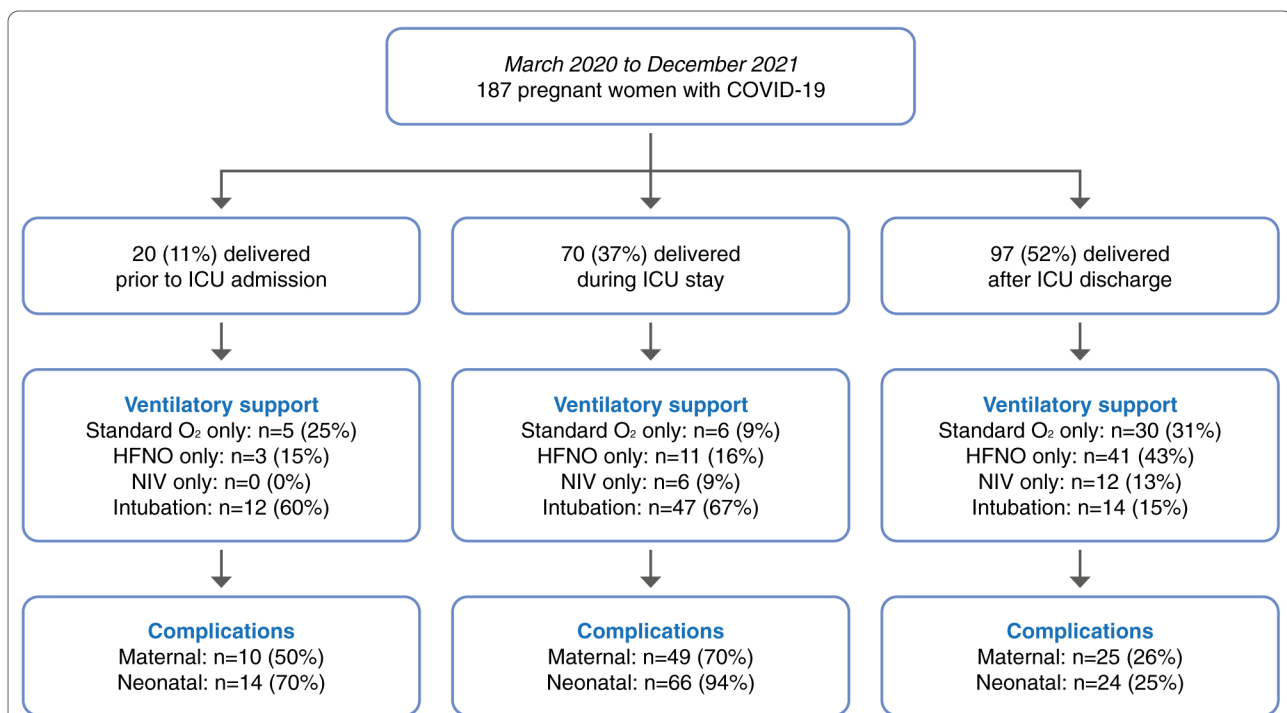 March 2020 to December 2021
187 pregnant women with COVID-19
20 (11%) delivered
prior to ICU admission
70 (37%) delivered
during ICU stay
97 (52%) delivered
after ICU discharge
Ventilatory support
Standard O₂ only: n=5 (25%)
HFNO only: n=3 (15%)
NIV only: n=0 (0%)
Intubation: n=12 (60%)
Ventilatory support
Standard O₂ only: n=6 (9%)
HFNO only: n=11 (16%)
NIV only: n=6 (9%)
Intubation: n=47 (67%)
Ventilatory support
Standard O₂ only: n=30 (31%)
HFNO only: n=41 (43%)
NIV only: n=12 (13%)
Intubation: n=14 (15%)
Complications
Maternal: n=10 (50%)
Neonatal: n=14 (70%)
Complications
Maternal: n=49 (70%)
Neonatal: n=66 (94%)
Complications
Maternal: n=25 (26%)
Neonatal: n=24 (25%)